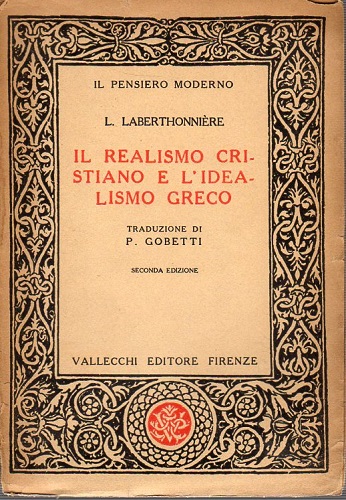 IL PENSIERO MODERNO
L. LABERTHONNIÈRE
IL REALISMO CRI-
STIANO E L'IDEA-
LISMO GRECO
TRADUZIONE DI
P. GOBETTI
SECONDA EDIZIONE
VALLECCHI EDITORE FIRENZE